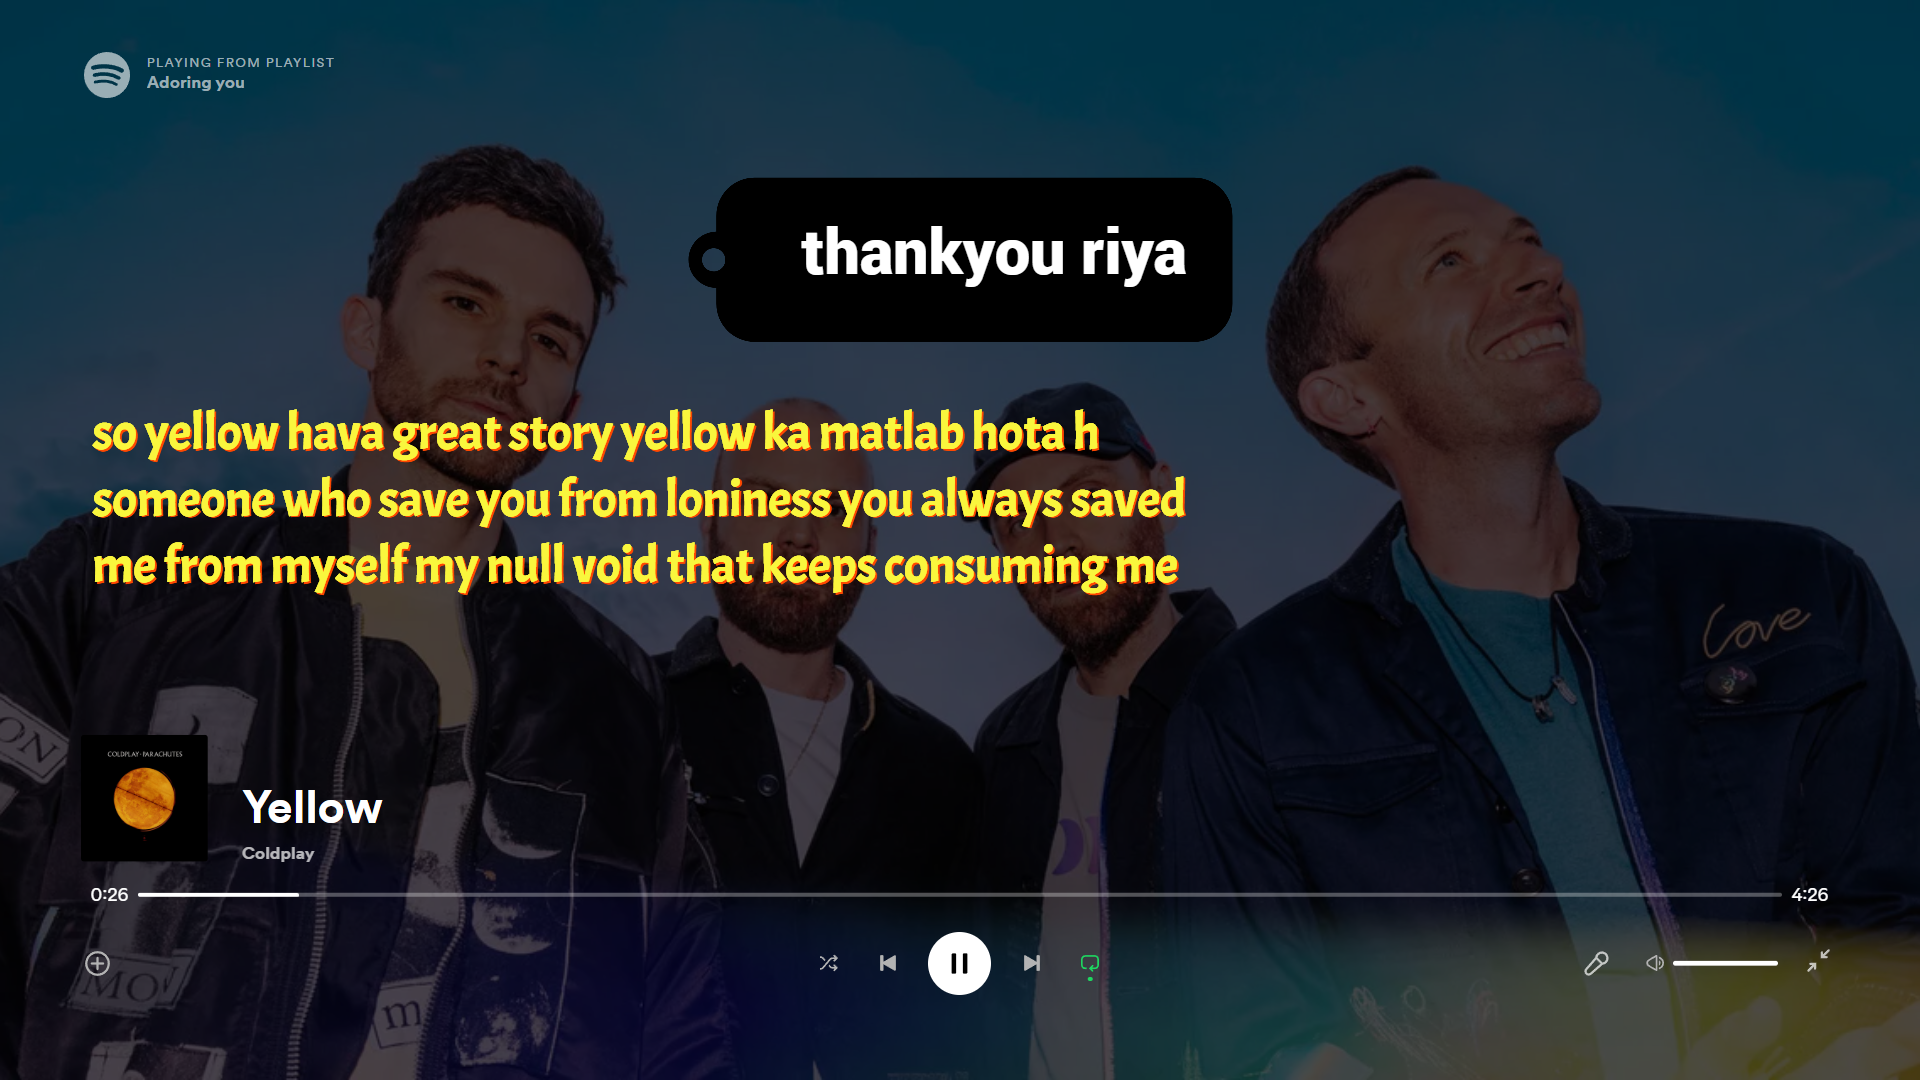 PLAYING FROM PLAYLIST
Adoring you
thankyou riya
so yellow hava great story yellow ka matlab hota h
someone who save you from loniness you always saved
me from myself my null void that keeps consuming me
Love
ON
COLDPLAY · PARACHUTES
Yellow
Coldplay
0:26
4:26
MO
m